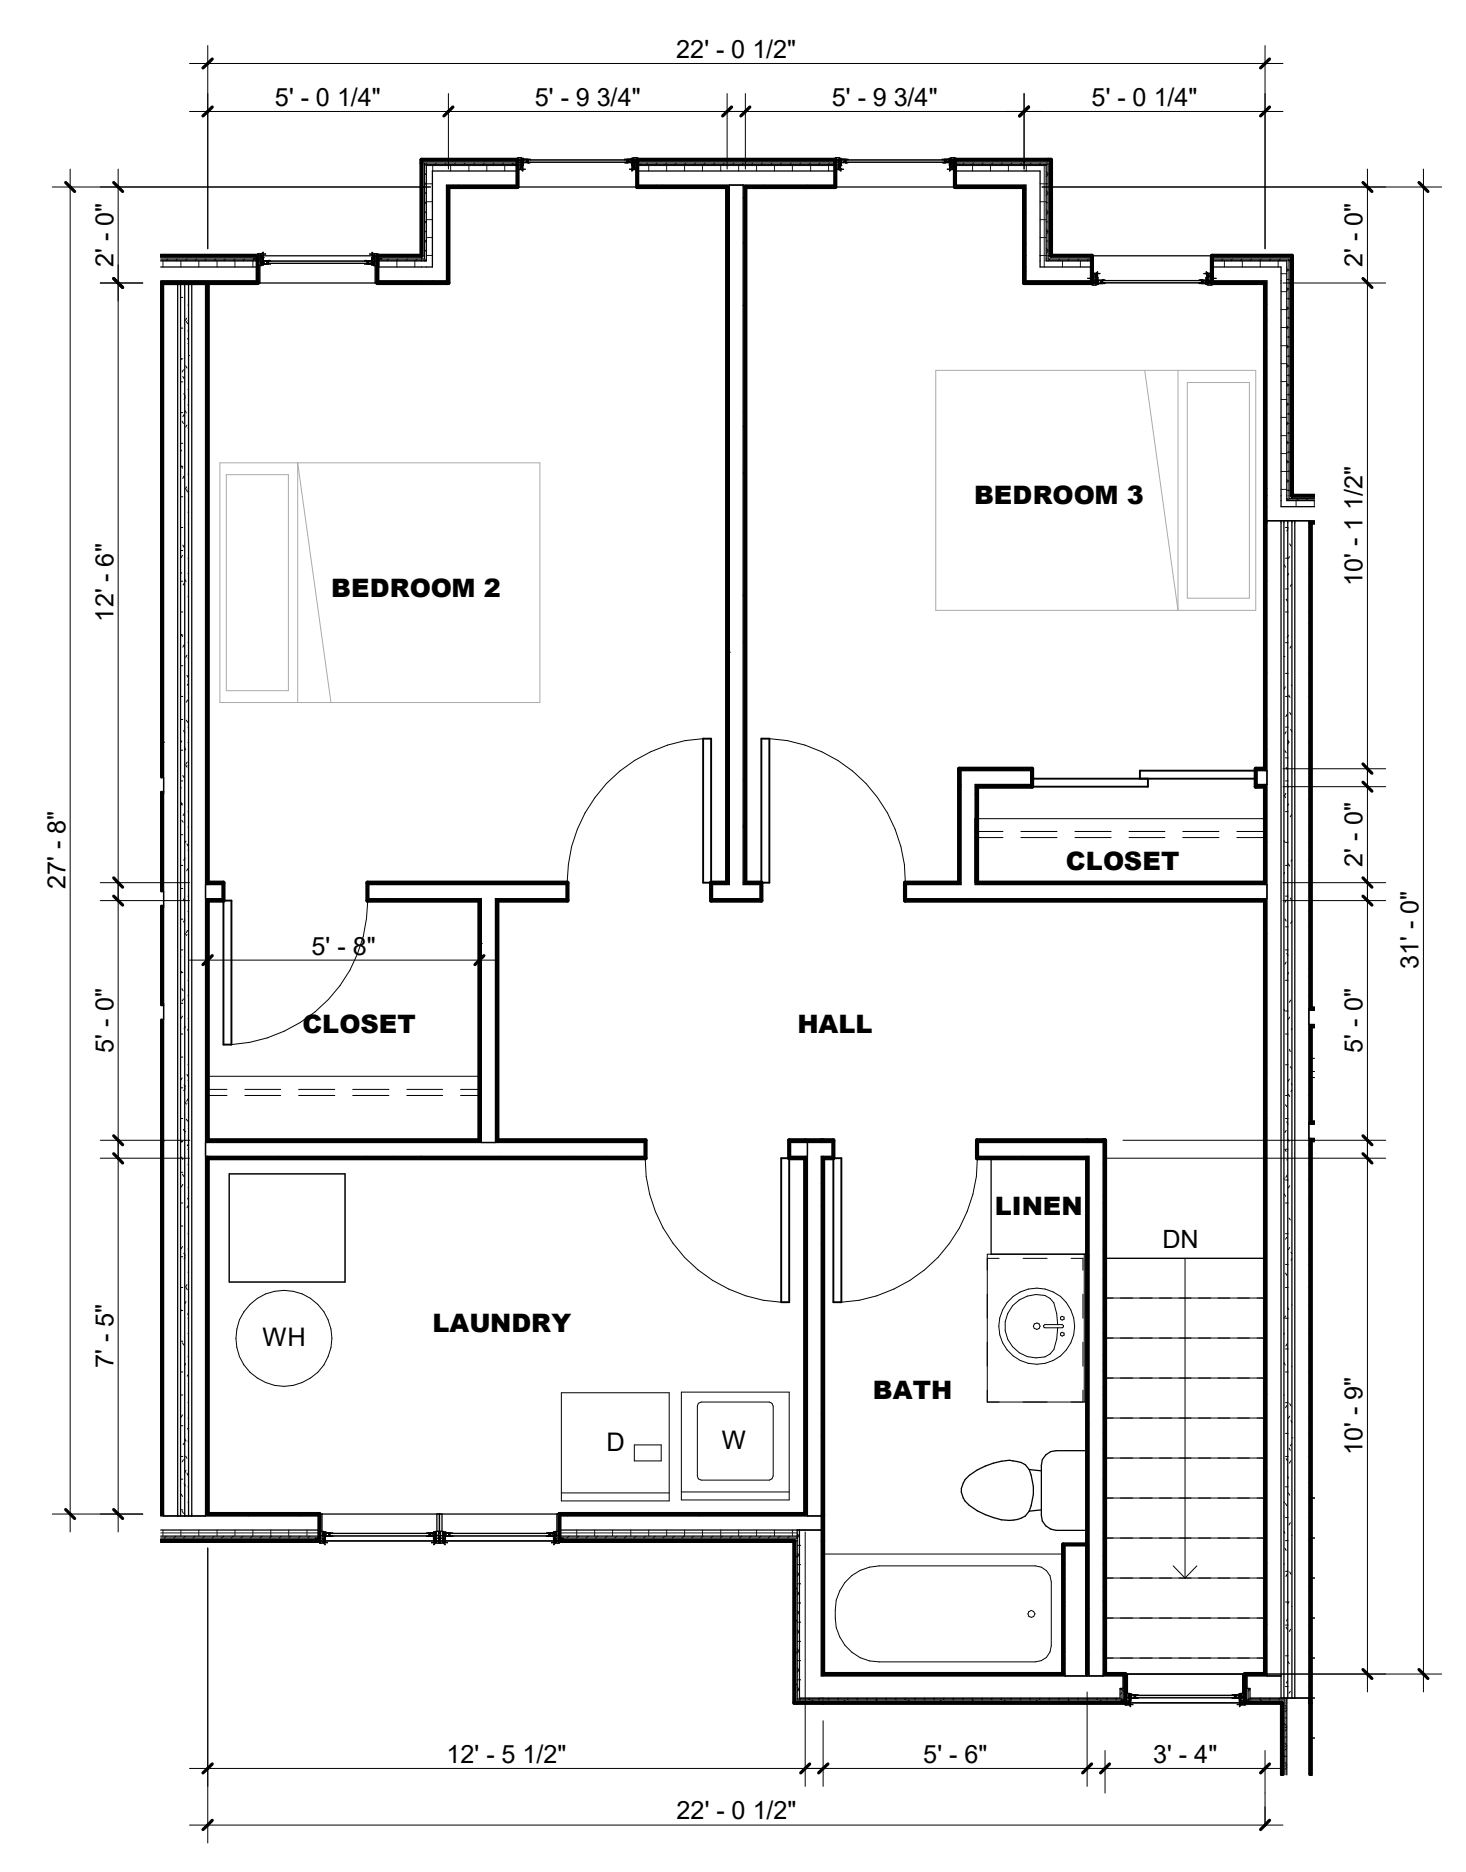 22' - 0 1/2"
5' - 0 1/4"
5' - 9 3/4"
5' - 9 3/4"
5' - 0 1/4"
2' - 0"
2' - 0"
BEDROOM 3
10' - 1 1/2"
12' - 6"
BEDROOM 2
27' - 8"
2' - 0"
CLOSET
31' - 0"
5' - 8"
5' - 0"
CLOSET
HALL
5' - 0"
LINEN
DN
7' - 5"
WH
LAUNDRY
BATH
10' - 9"
D
W
12' - 5 1/2"
5' - 6"
3' - 4"
22' - 0 1/2"